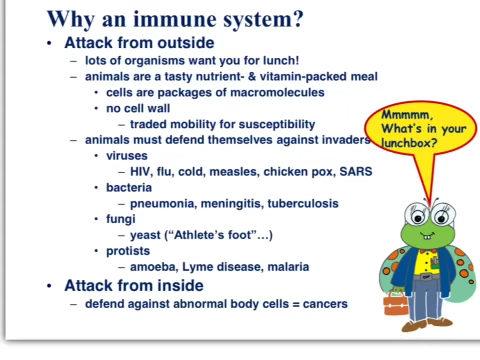 Why an immune system?
• Attack from outside
– lots of organisms want you for lunch!
– animals are a tasty nutrient- & vitamin-packed meal
• cells are packages of macromolecules
• no cell wall
– traded mobility for susceptibility
– animals must defend themselves against invaders
• viruses
– HIV, flu, cold, measles, chicken pox, SARS
• bacteria
– pneumonia, meningitis, tuberculosis
• fungi
– yeast (“Athlete’s foot”…)
• protists
– amoeba, Lyme disease, malaria
• Attack from inside
– defend against abnormal body cells = cancers
Mmmmm,
What’s in your
lunchbox?